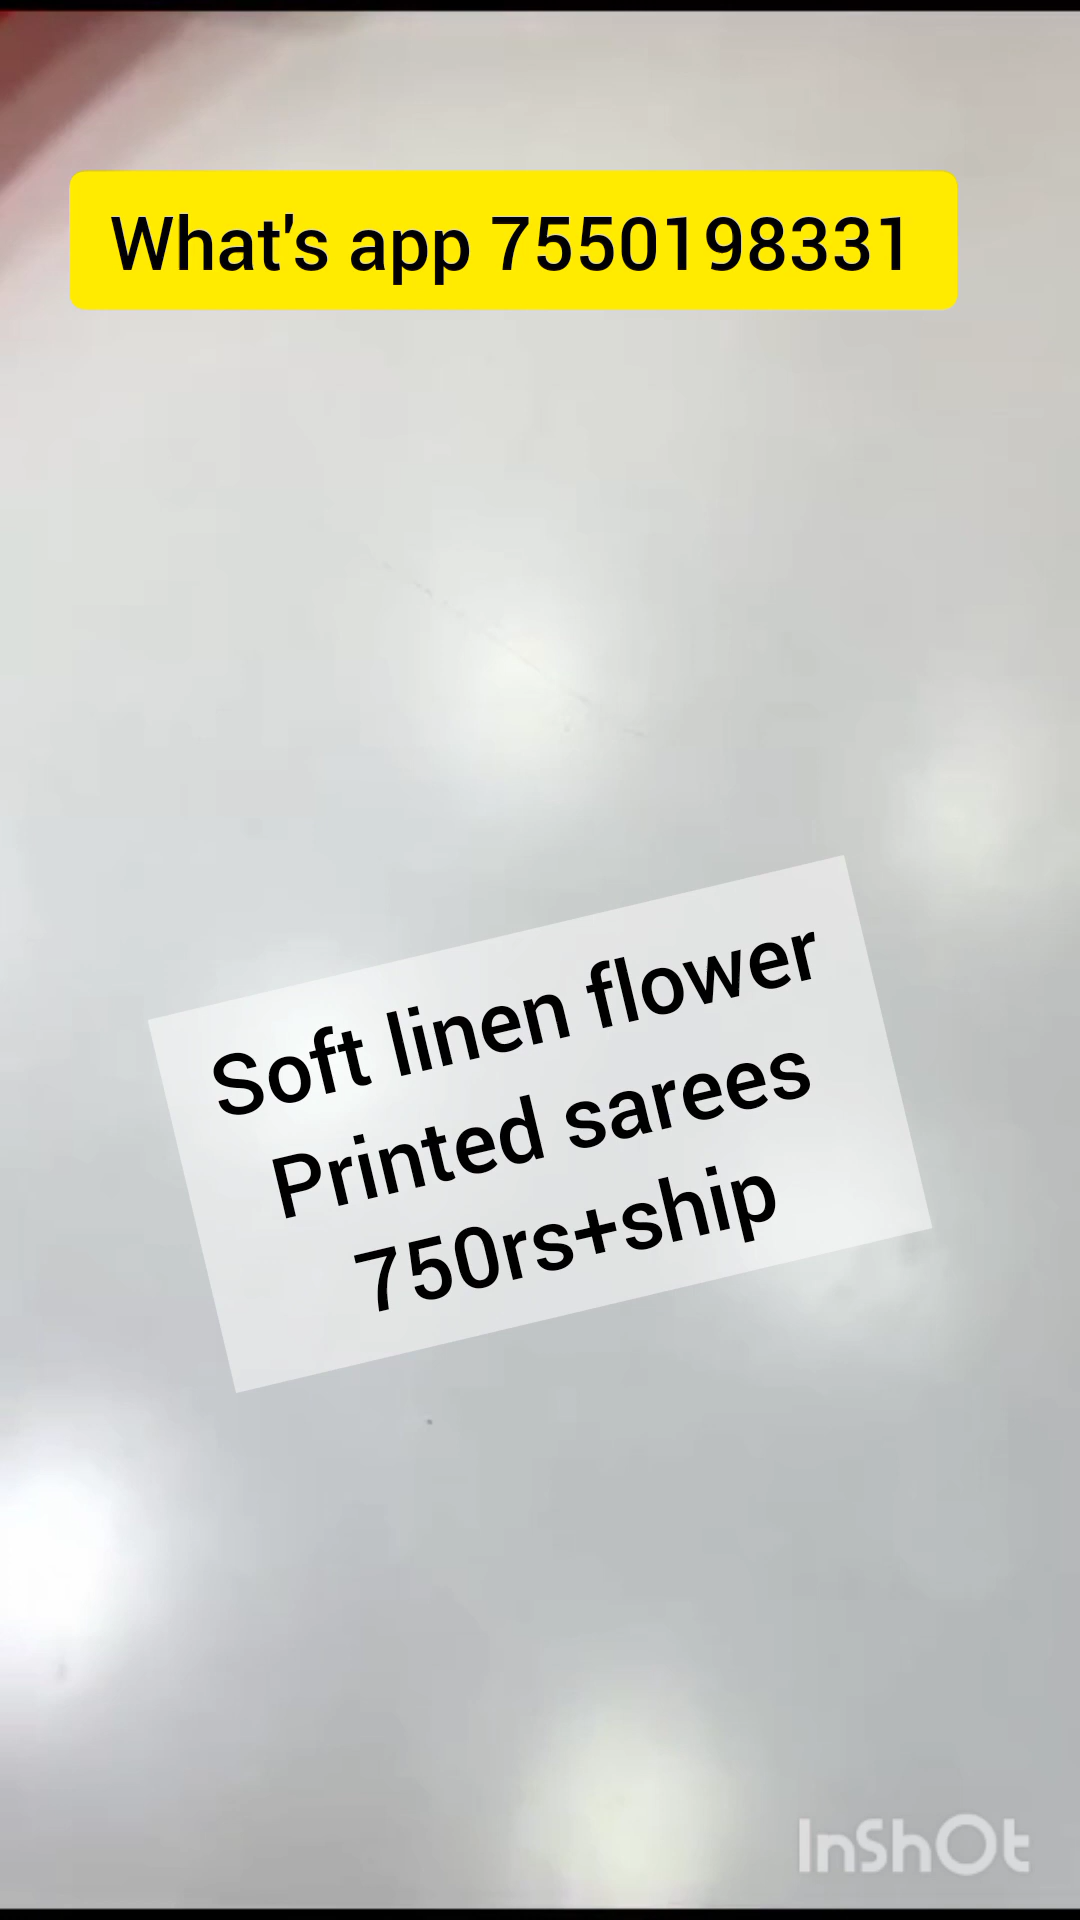 What's app 7550198331
Soft linen flower
Printed sarees
750rs+ship
InShOt